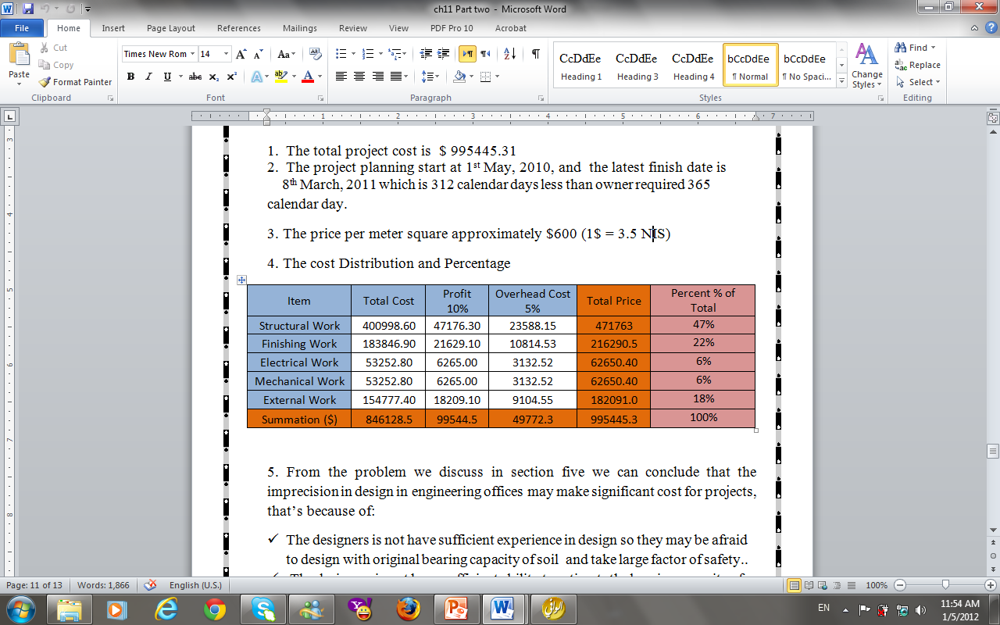 ch11 Part two - Microsoft Word
File Home Insert Page Layout References Mailings Review View PDF Pro 10 Acrobat
Paste
Cut
Copy
Format Painter
Clipboard
Times New Rom 14
Font
Paragraph
CcDdEe CcDdEe CcDdEe bCcDdEe bCcDdEe
Heading 1 Heading 3 Heading 4 ¶ Normal ¶ No Spaci...
Change Styles
Styles
Find
Replace
Select
Editing
1 2 3 4 5 6 7
1. The total project cost is $ 995445.31
2. The project planning start at 1st May, 2010, and the latest finish date is
8th March, 2011 which is 312 calendar days less than owner required 365
calendar day.
3. The price per meter square approximately $600 (1$ = 3.5 NIS)
4. The cost Distribution and Percentage
Item Total Cost Profit 10% Overhead Cost 5% Total Price Percent % of Total
Structural Work 400998.60 47176.30 23588.15 471763 47%
Finishing Work 183846.90 21629.10 10814.53 216290.5 22%
Electrical Work 53252.80 6265.00 3132.52 62650.40 6%
Mechanical Work 53252.80 6265.00 3132.52 62650.40 6%
External Work 154777.40 18209.10 9104.55 182091.0 18%
Summation ($) 846128.5 99544.5 49772.3 995445.3 100%
5. From the problem we discuss in section five we can conclude that the
imprecision in design in engineering offices may make significant cost for projects,
that's because of:
✓ The designers is not have sufficient experience in design so they may be afraid
to design with original bearing capacity of soil and take large factor of safety..
Page: 11 of 13 Words: 1,866 English (U.S.) 100%
EN 11:54 AM
1/5/2012